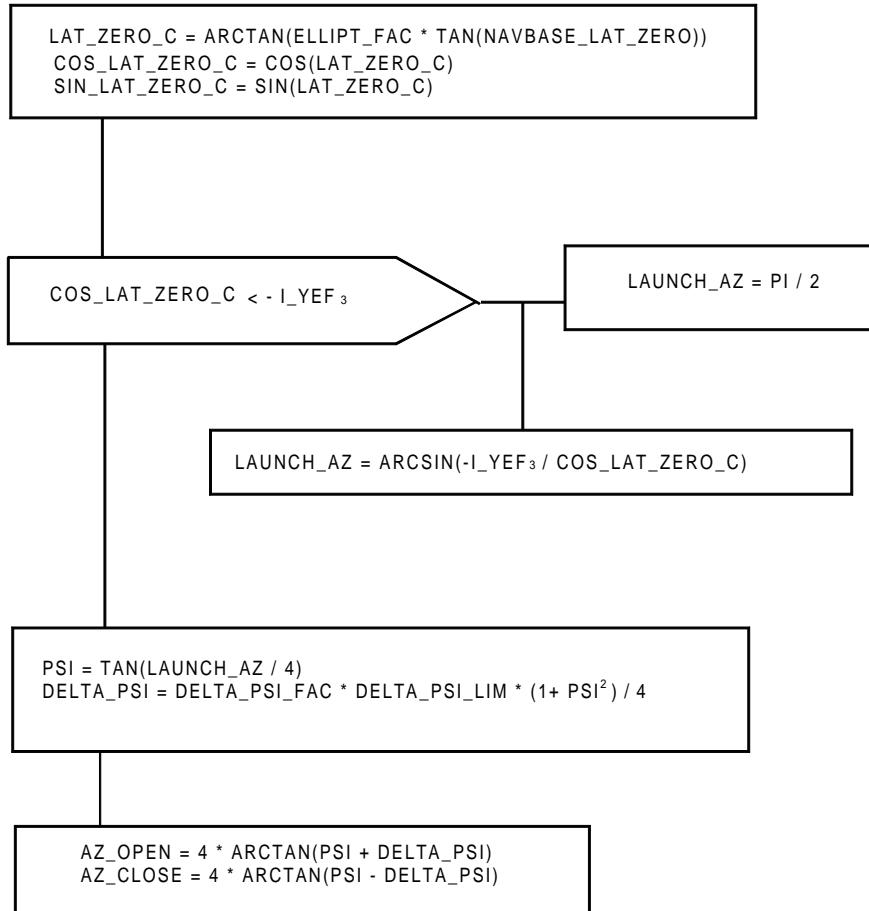 LAT_ZERO_C = ARCTAN(ELLIPT_FAC * TAN(NAVBASE_LAT_ZERO))
COS_LAT_ZERO_C = COS(LAT_ZERO_C)
SIN_LAT_ZERO_C = SIN(LAT_ZERO_C)
COS_LAT_ZERO_C < - I_YEF₃
LAUNCH_AZ = PI / 2
LAUNCH_AZ = ARCSIN(-I_YEF₃ / COS_LAT_ZERO_C)
PSI = TAN(LAUNCH_AZ / 4)
DELTA_PSI = DELTA_PSI_FAC * DELTA_PSI_LIM * (1+ PSI²) / 4
AZ_OPEN = 4 * ARCTAN(PSI + DELTA_PSI)
AZ_CLOSE = 4 * ARCTAN(PSI - DELTA_PSI)